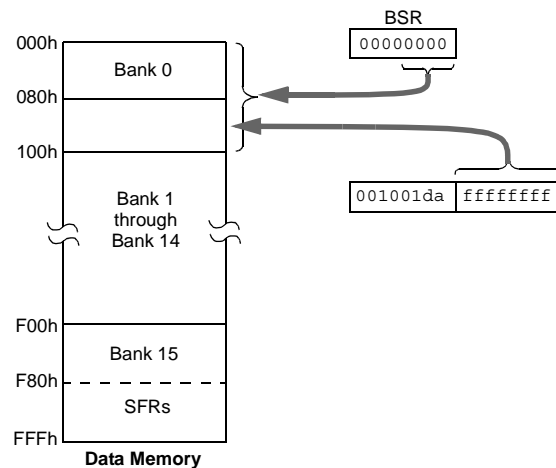 BSR
00000000
000h
Bank 0
080h
100h
001001da ffffffff
Bank 1
through
Bank 14
F00h
Bank 15
F80h
SFRs
FFFh
Data Memory